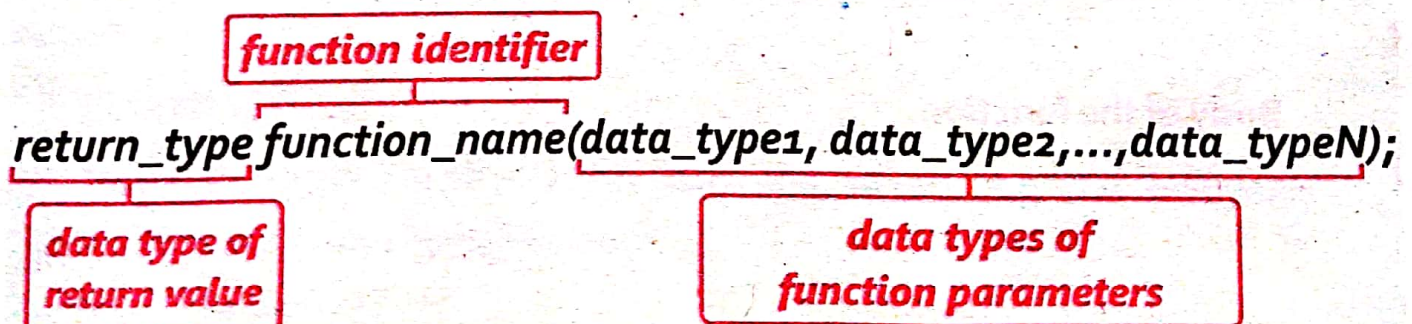 function identifier
return_type function_name(data_type1, data_type2,...,data_typeN);
data type of
return value
data types of
function parameters